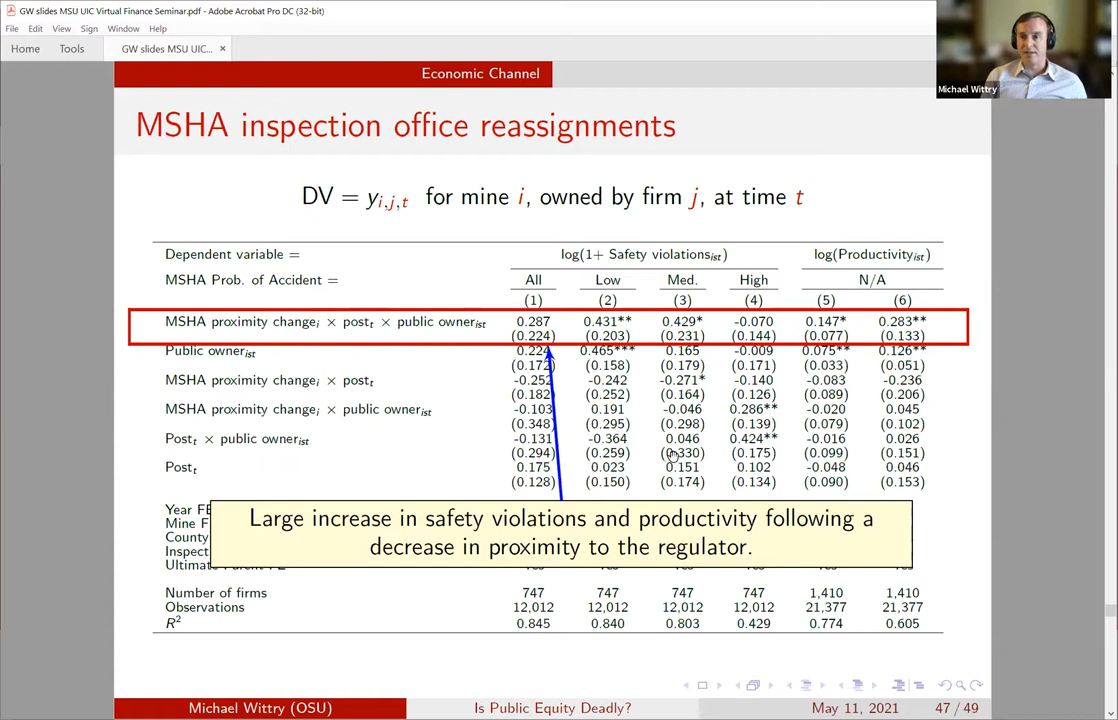 GW slides MSU UIC Virtual Finance Seminar.pdf - Adobe Acrobat Pro DC (32-bit)
File Edit View Sign Window Help
Home Tools GW slides MSU UIC... ×
Michael Wittry
Economic Channel
MSHA inspection office reassignments
DV = y_{i,j,t} for mine i, owned by firm j, at time t
Dependent variable = log(1+ Safety violations_{ist}) log(Productivity_{ist})
MSHA Prob. of Accident = All Low Med. High N/A
(1) (2) (3) (4) (5) (6)
MSHA proximity change_i × post_t × public owner_{ist} 0.287 0.431** 0.429* -0.070 0.147* 0.283**
(0.224) (0.203) (0.231) (0.144) (0.077) (0.133)
Public owner_{ist} 0.224 0.465*** 0.165 -0.009 0.075** 0.126**
(0.172) (0.158) (0.179) (0.171) (0.033) (0.051)
MSHA proximity change_i × post_t -0.252 -0.242 -0.271* -0.140 -0.083 -0.236
(0.182) (0.252) (0.164) (0.126) (0.089) (0.206)
MSHA proximity change_i × public owner_{ist} -0.103 0.191 -0.046 0.286** -0.020 0.045
(0.348) (0.295) (0.298) (0.139) (0.079) (0.102)
Post_t × public owner_{ist} -0.131 -0.364 0.046 0.424** -0.016 0.026
(0.294) (0.259) (0.330) (0.175) (0.099) (0.151)
Post_t 0.175 0.023 0.151 0.102 -0.048 0.046
(0.128) (0.150) (0.174) (0.134) (0.090) (0.153)
Year
Mine
County
Large increase in safety violations and productivity following a
decrease in proximity to the regulator.
Number of firms 747 747 747 747 1,410 1,410
Observations 12,012 12,012 12,012 12,012 21,377 21,377
R² 0.845 0.840 0.803 0.429 0.774 0.605
Michael Wittry (OSU) Is Public Equity Deadly? May 11, 2021 47 / 49